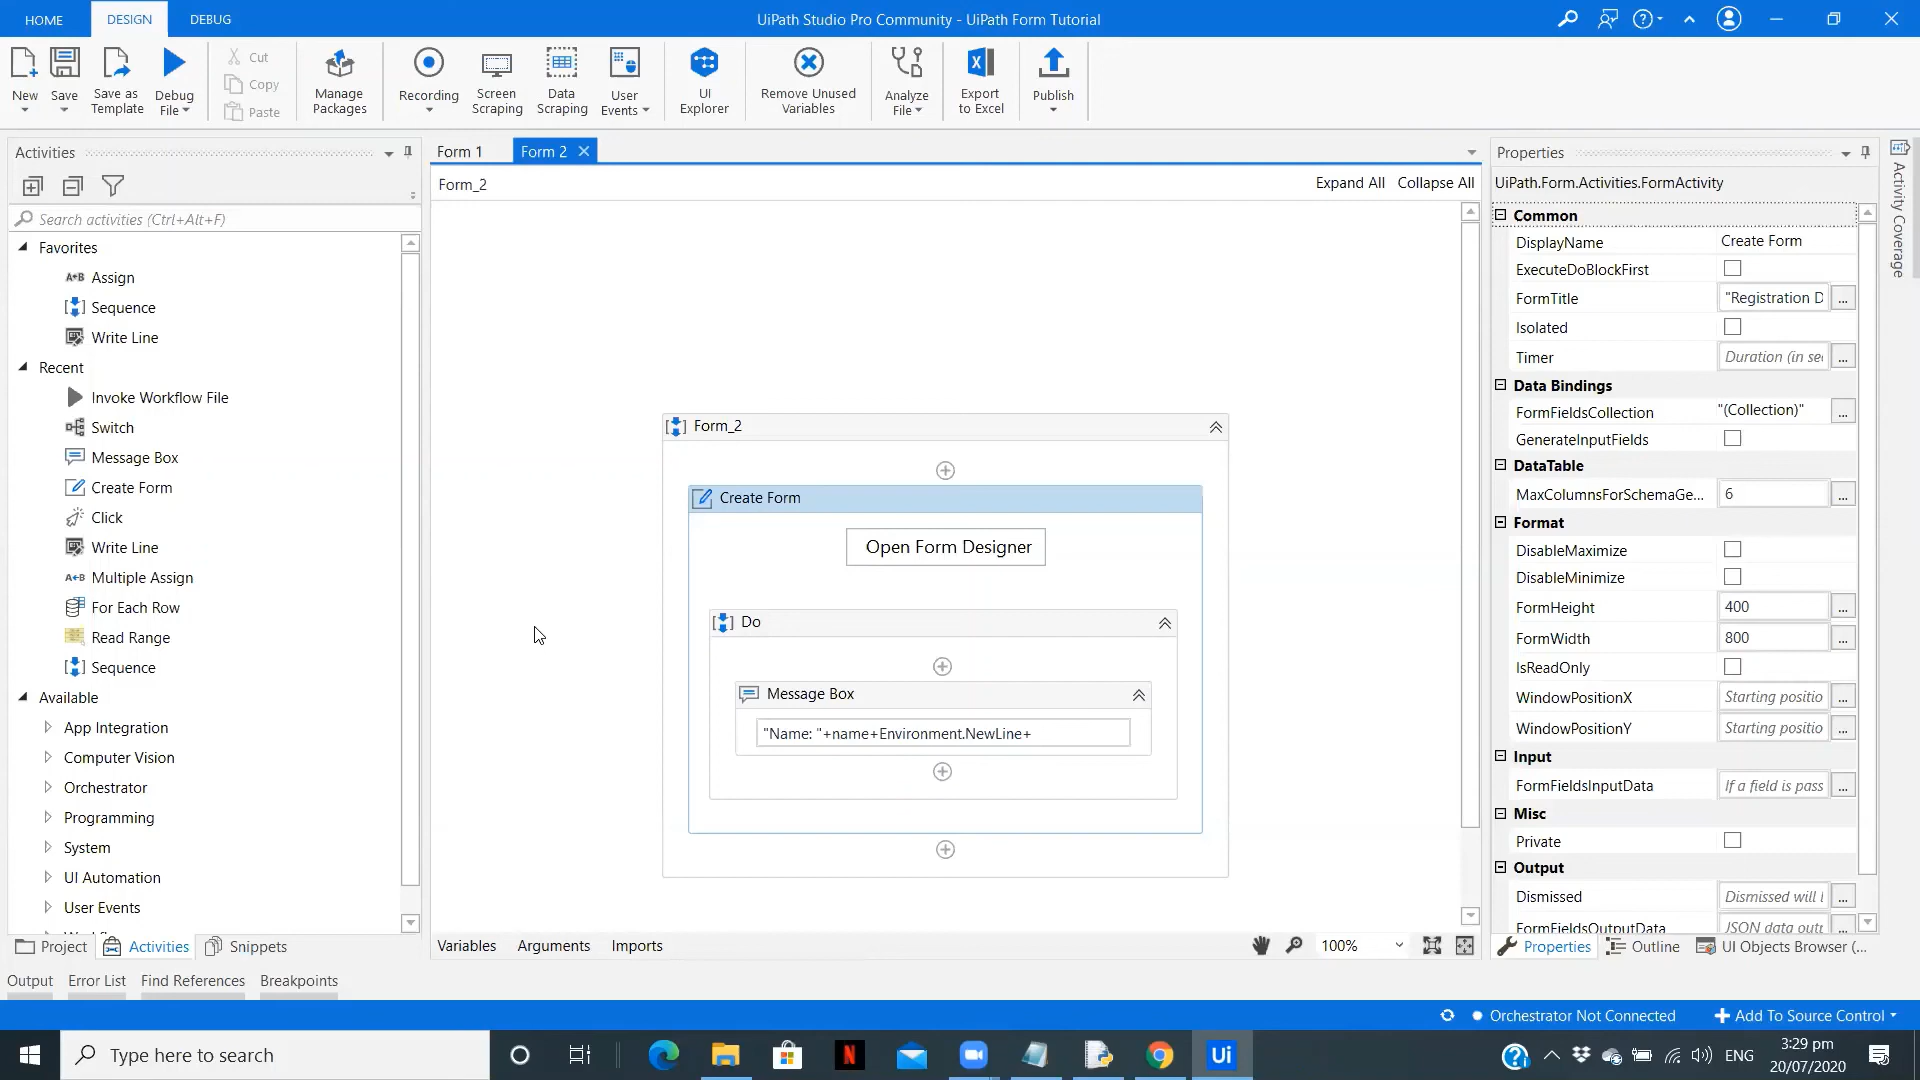 HOME
DESIGN
DEBUG
UiPath Studio Pro Community - UiPath Form Tutorial
New
Save
Save as Template
Debug File
Cut
Copy
Paste
Manage Packages
Recording
Screen Scraping
Data Scraping
User Events
UI Explorer
Remove Unused Variables
Analyze File
Export to Excel
Publish
Activities
Search activities (Ctrl+Alt+F)
Favorites
Assign
Sequence
Write Line
Recent
Invoke Workflow File
Switch
Message Box
Create Form
Click
Write Line
Multiple Assign
For Each Row
Read Range
Sequence
Available
App Integration
Computer Vision
Orchestrator
Programming
System
UI Automation
User Events
Project
Activities
Snippets
Form 1
Form 2
Form_2
Expand All
Collapse All
Form_2
Create Form
Open Form Designer
Do
Message Box
"Name: "+name+Environment.NewLine+
Variables
Arguments
Imports
100%
Properties
UiPath.Form.Activities.FormActivity
Common
DisplayName
Create Form
ExecuteDoBlockFirst
FormTitle
"Registration D
...
Isolated
Timer
Duration (in se
...
Data Bindings
FormFieldsCollection
"(Collection)"
...
GenerateInputFields
DataTable
MaxColumnsForSchemaGe...
6
...
Format
DisableMaximize
DisableMinimize
FormHeight
400
...
FormWidth
800
...
IsReadOnly
WindowPositionX
Starting positio
...
WindowPositionY
Starting positio
...
Input
FormFieldsInputData
If a field is pass
...
Misc
Private
Output
Dismissed
Dismissed will
...
FormFieldsOutputData
JSON data out
...
Properties
Outline
UI Objects Browser (...
Activity Coverage
Output
Error List
Find References
Breakpoints
Orchestrator Not Connected
Add To Source Control
Type here to search
Ui
ENG
3:29 pm
20/07/2020